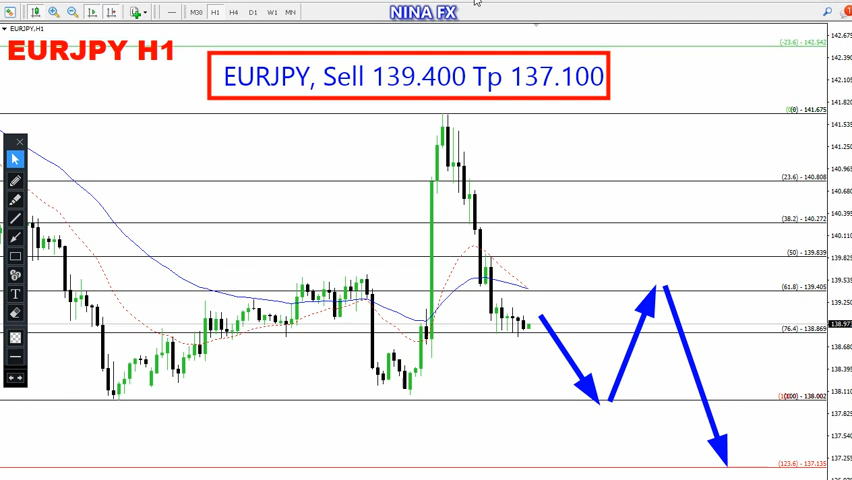 M30 H1 H4 D1 W1 MN
NINA FX
EURJPY,H1
EURJPY H1
EURJPY, Sell 139.400 Tp 137.100
(-23.6) - 142.542
(0) - 141.675
(23.6) - 140.808
(38.2) - 140.272
(50) - 139.839
(61.8) - 139.405
(76.4) - 138.869
(100) - 138.002
(123.6) - 137.135
142.675
142.390
142.105
141.820
141.535
141.250
140.965
140.680
140.395
140.110
139.825
139.535
139.250
138.97
138.680
138.395
138.110
137.825
137.540
137.255
T